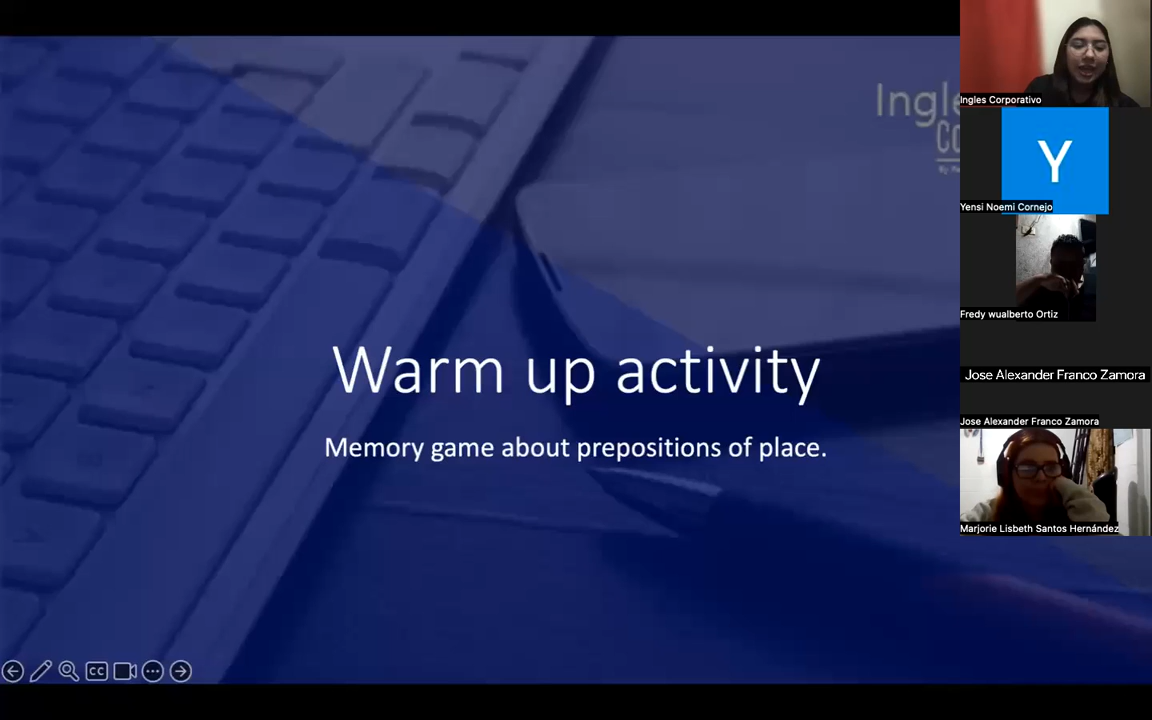 Ingles Corporativo
Y
Yensi Noemi Cornejo
Fredy wualberto Ortiz
Jose Alexander Franco Zamora
Jose Alexander Franco Zamora
Marjorie Lisbeth Santos Hernández
Warm up activity
Memory game about prepositions of place.
CC